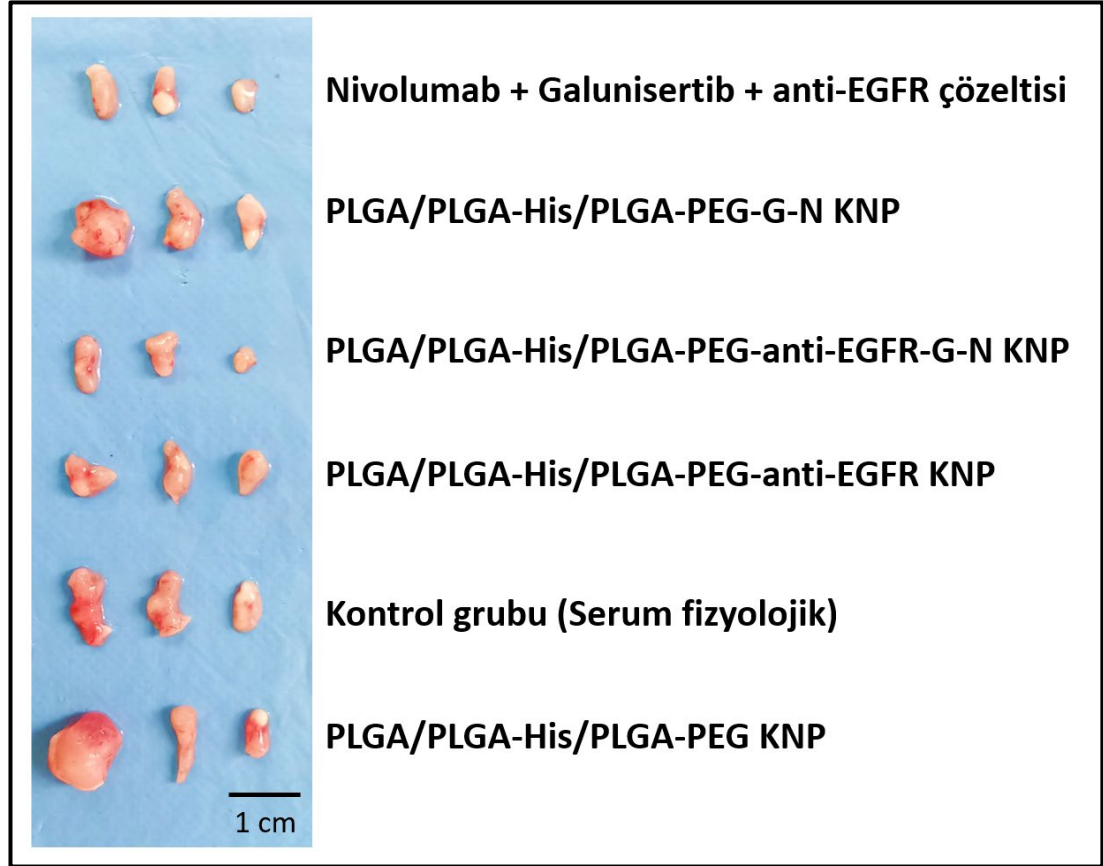 Nivolumab + Galunisertib + anti-EGFR çözeltisi
PLGA/PLGA-His/PLGA-PEG-G-N KNP
PLGA/PLGA-His/PLGA-PEG-anti-EGFR-G-N KNP
PLGA/PLGA-His/PLGA-PEG-anti-EGFR KNP
Kontrol grubu (Serum fizyolojik)
PLGA/PLGA-His/PLGA-PEG KNP
1 cm